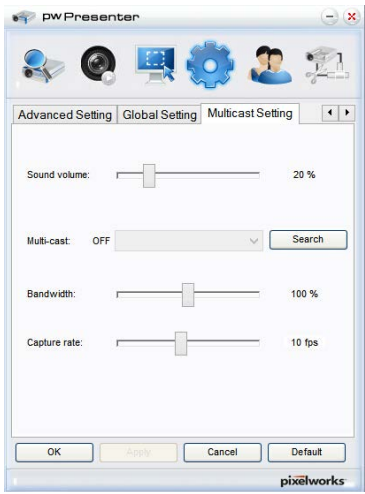 pw Presenter
Advanced Setting Global Setting Multicast Setting
Sound volume: 20 %
Multi-cast: OFF Search
Bandwidth: 100 %
Capture rate: 10 fps
OK Apply Cancel Default
pixelworks